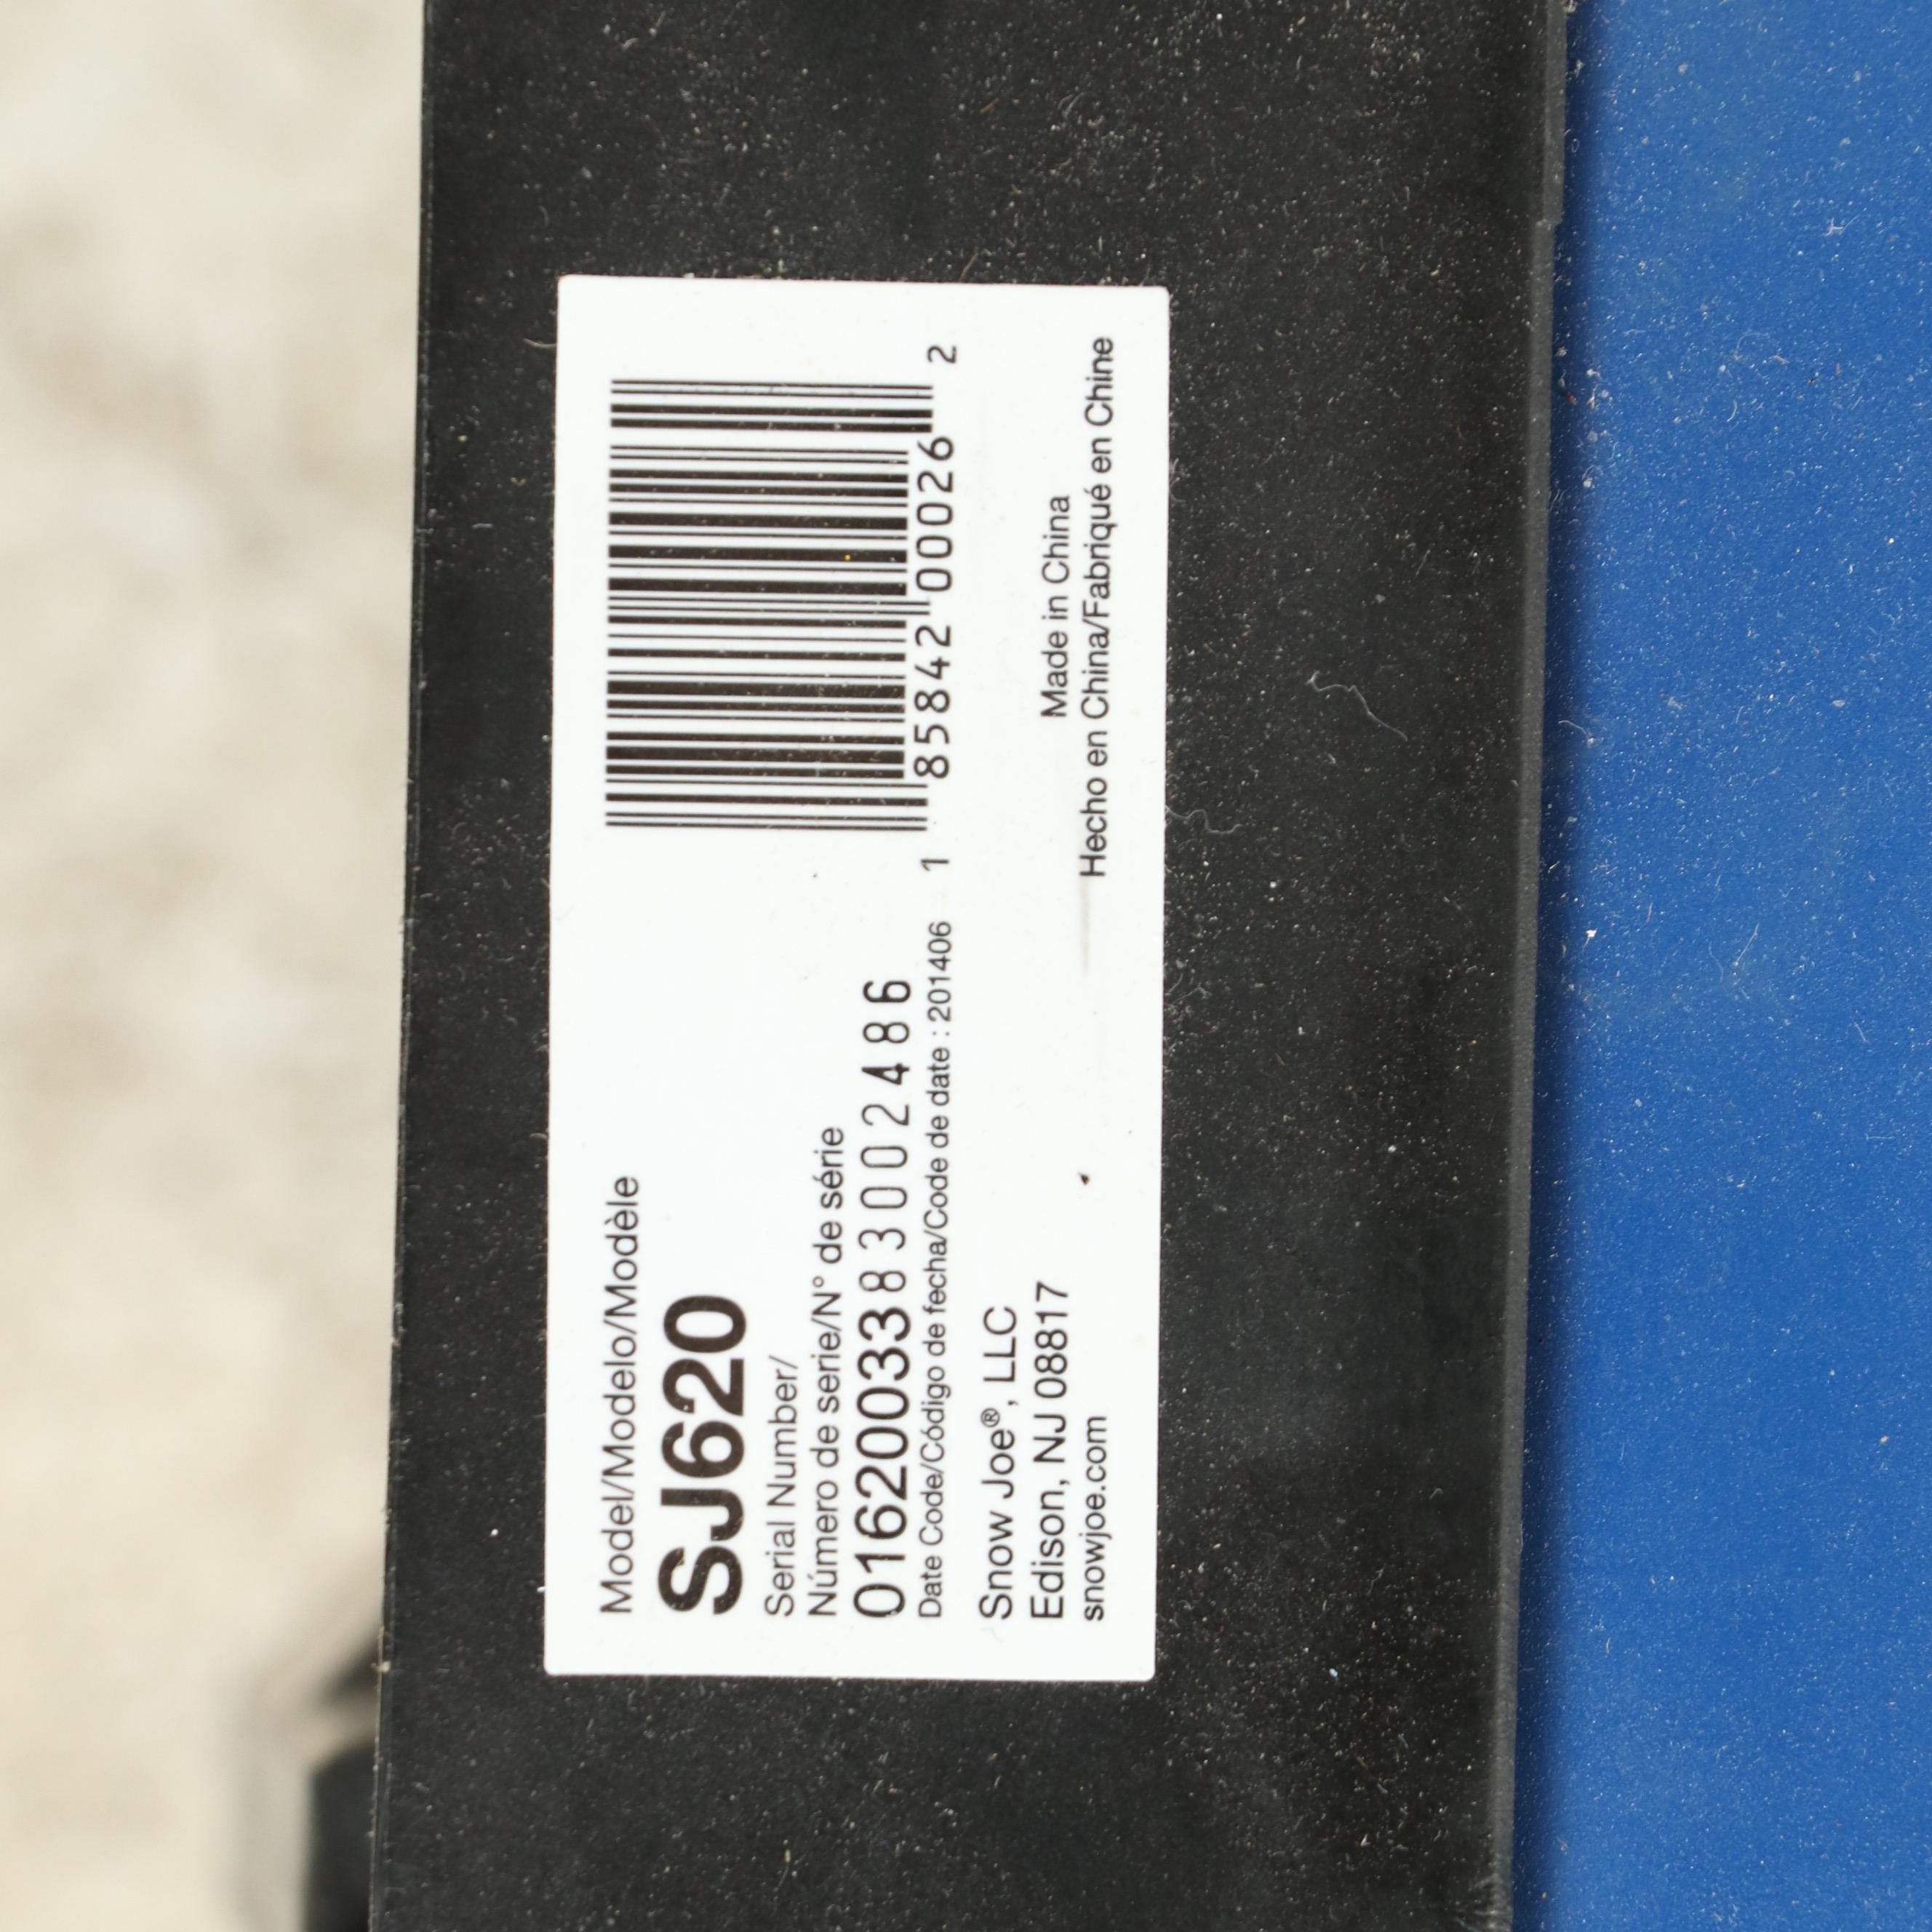 Model/Modelo/Modèle
SJ620
Serial Number/
Número de serie/N° de série
0162003383002486
Date Code/Código de fecha/Code de date : 201406
Snow Joe®, LLC
Edison, NJ 08817
snowjoe.com
1 85842 00026 2
Made in China
Hecho en China/Fabriqué en Chine